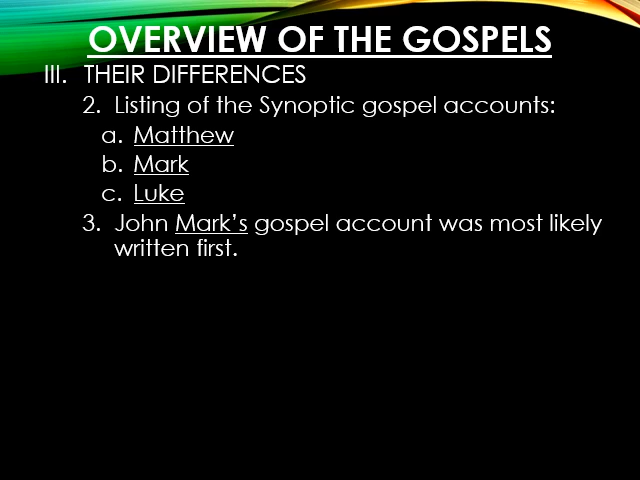 OVERVIEW OF THE GOSPELS
III. THEIR DIFFERENCES
2. Listing of the Synoptic gospel accounts:
a. Matthew
b. Mark
c. Luke
3. John Mark’s gospel account was most likely
written first.